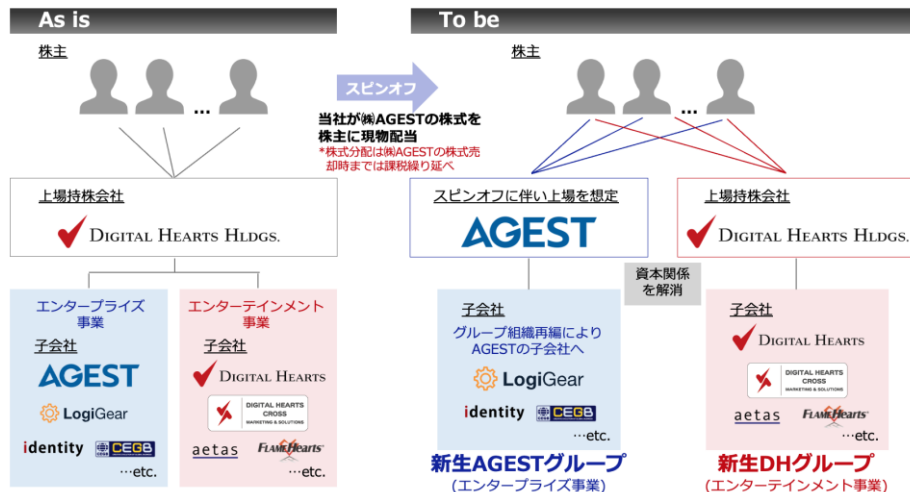 As is
To be
株主
スピンオフ
当社が㈱AGESTの株式を
株主に現物配当
*株式分配は㈱AGESTの株式売
却時までは課税繰り延べ
株主
...
...
上場持株会社
DIGITAL HEARTS HLDGS.
スピンオフに伴い上場を想定
AGEST
上場持株会社
DIGITAL HEARTS HLDGS.
資本関係
を解消
エンタープライズ
事業
子会社
AGEST
LogiGear
identity
CEGB
…etc.
エンターテインメント
事業
子会社
DIGITAL HEARTS
DIGITAL HEARTS
CROSS
MARKETING & SOLUTIONS
aetas
FLAMEHearts
…etc.
子会社
グループ組織再編により
AGESTの子会社へ
LogiGear
identity
CEGB
…etc.
新生AGESTグループ
(エンタープライズ事業)
子会社
DIGITAL HEARTS
DIGITAL HEARTS
CROSS
MARKETING & SOLUTIONS
aetas
FLAMEHearts
…etc.
新生DHグループ
(エンターテインメント事業)